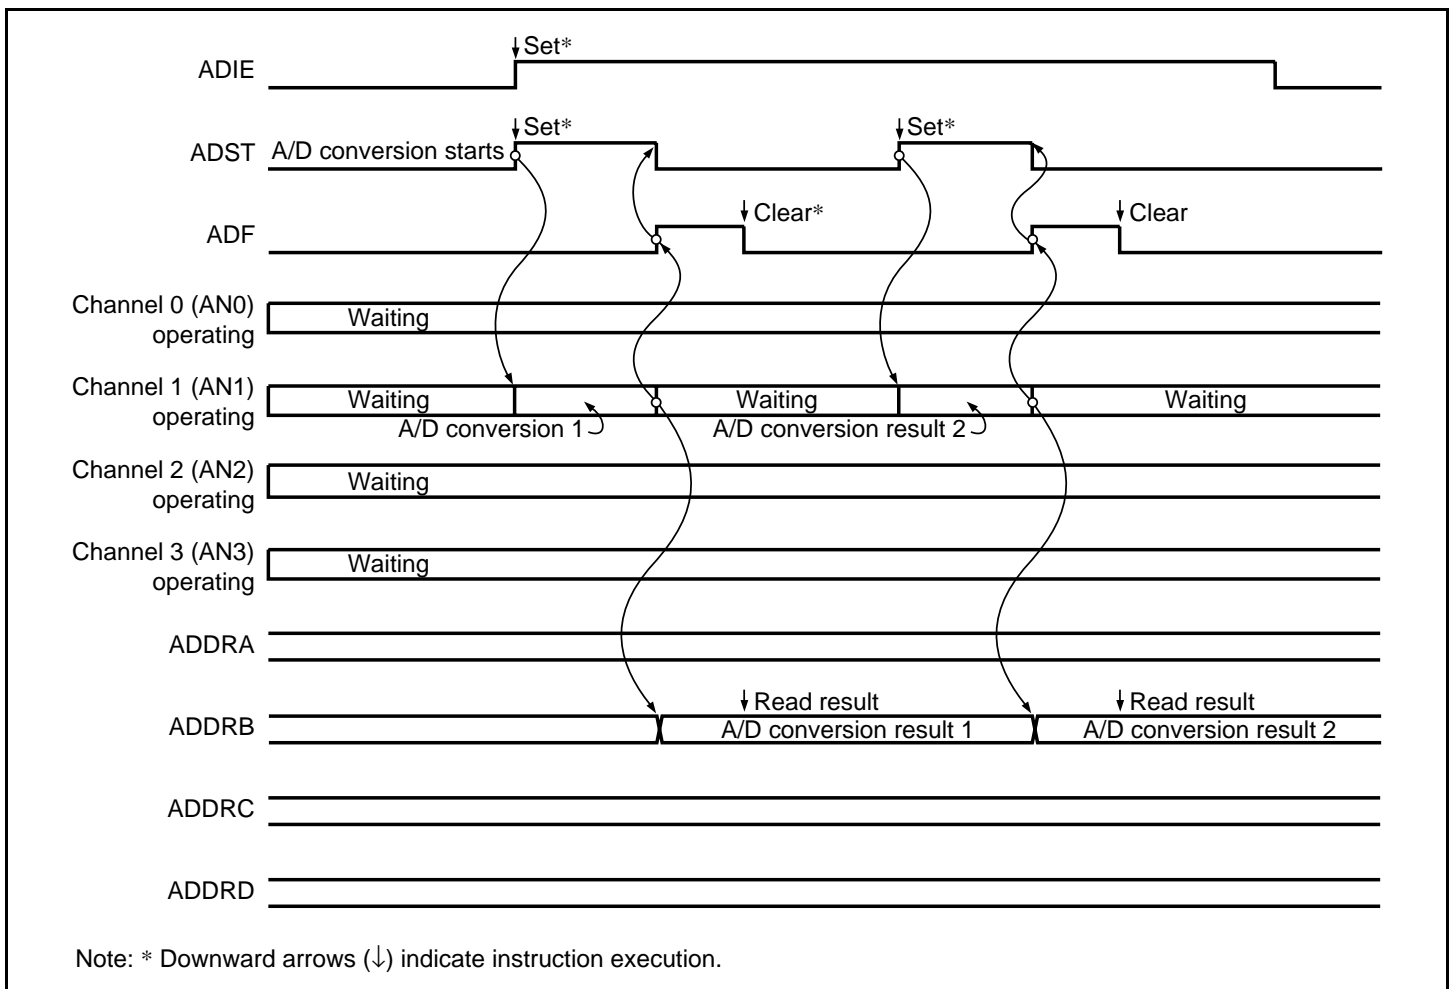 ↓Set*
ADIE
↓Set* ↓Set*
ADST A/D conversion starts
↓Clear* ↓Clear
ADF
Channel 0 (AN0)
operating
Waiting
Channel 1 (AN1)
operating
Waiting Waiting Waiting
A/D conversion 1 A/D conversion result 2
Channel 2 (AN2)
operating
Waiting
Channel 3 (AN3)
operating
Waiting
ADDRA
↓Read result ↓Read result
ADDRB A/D conversion result 1 A/D conversion result 2
ADDRC
ADDRD
Note: * Downward arrows (↓) indicate instruction execution.